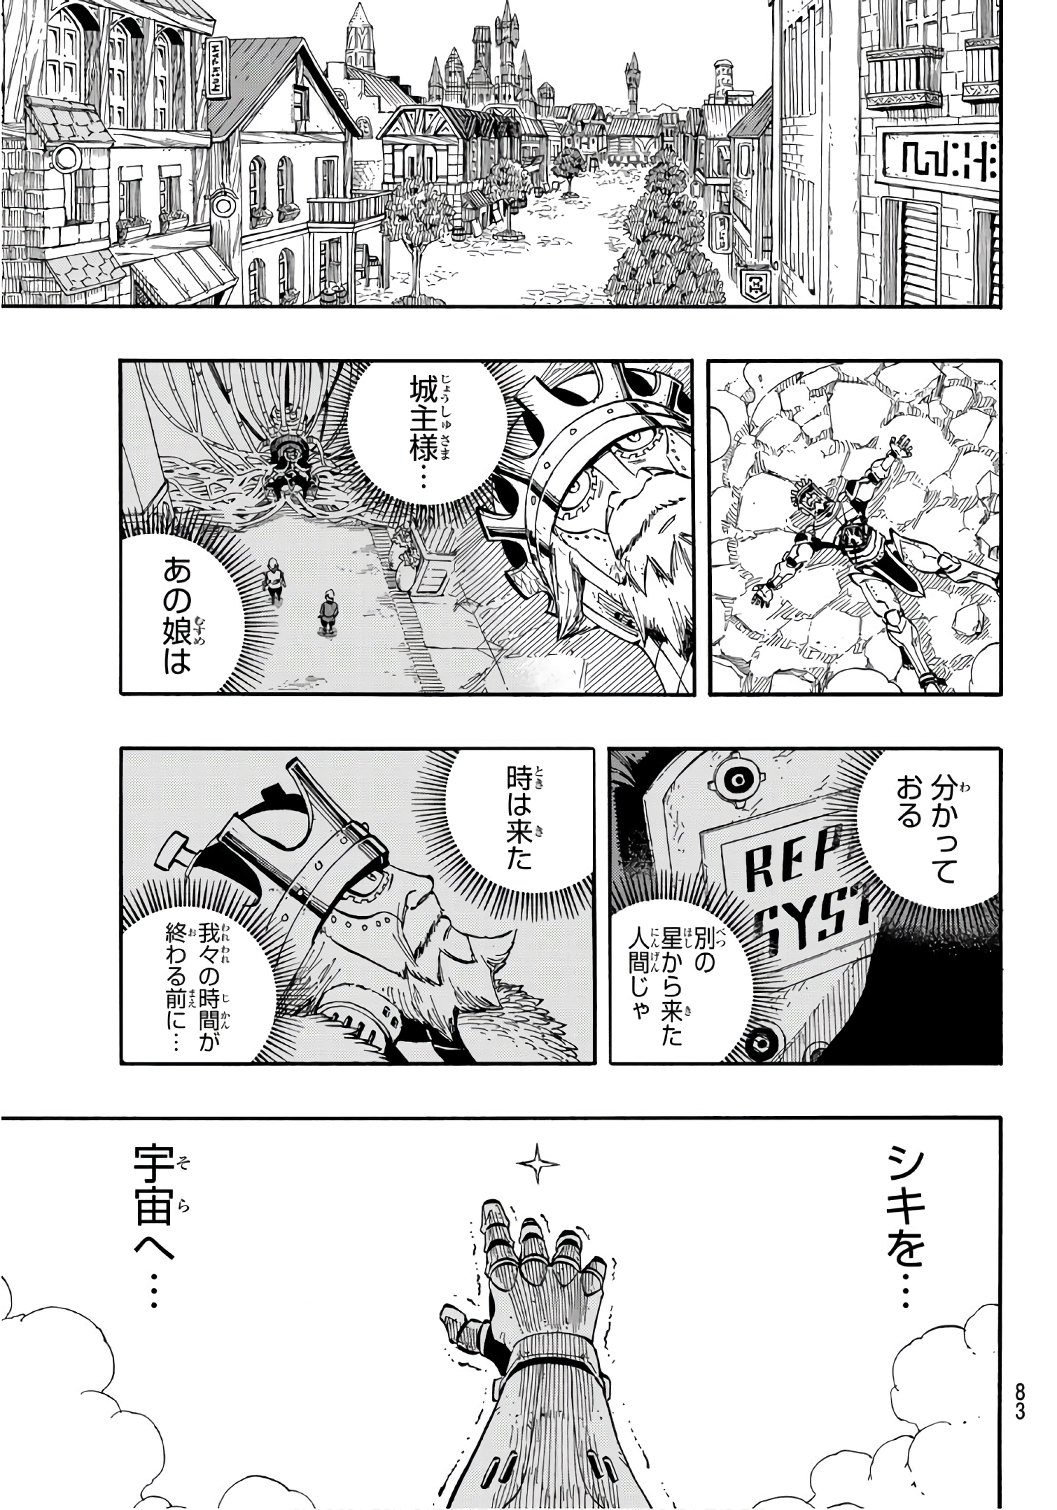 城主様…
あの娘は
分かって
おる
別の
星から来た
人間じゃ
REP
SYST
時は来た
我々の時間が
終わる前に…
シキを…
宇宙へ…
83